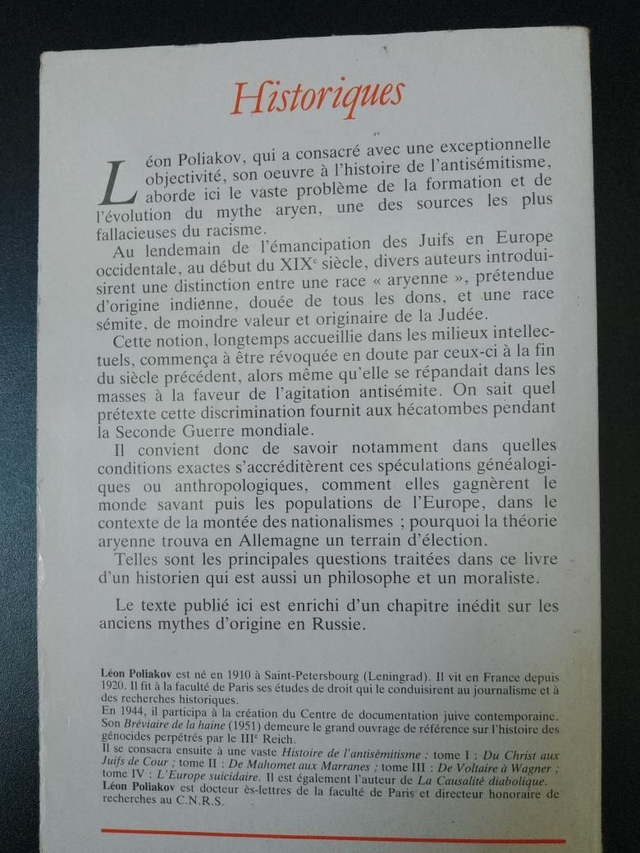 Historiques
Léon Poliakov, qui a consacré avec une exceptionnelle
objectivité, son oeuvre à l'histoire de l'antisémitisme,
aborde ici le vaste problème de la formation et de
l'évolution du mythe aryen, une des sources les plus
fallacieuses du racisme.
Au lendemain de l'émancipation des Juifs en Europe
occidentale, au début du XIXe siècle, divers auteurs introdui-
sirent une distinction entre une race « aryenne », prétendue
d'origine indienne, douée de tous les dons, et une race
sémite, de moindre valeur et originaire de la Judée.
Cette notion, longtemps accueillie dans les milieux intellec-
tuels, commença à être révoquée en doute par ceux-ci à la fin
du siècle précédent, alors même qu'elle se répandait dans les
masses à la faveur de l'agitation antisémite. On sait quel
prétexte cette discrimination fournit aux hécatombes pendant
la Seconde Guerre mondiale.
Il convient donc de savoir notamment dans quelles
conditions exactes s'accréditèrent ces spéculations généalogi-
ques ou anthropologiques, comment elles gagnèrent le
monde savant puis les populations de l'Europe, dans le
contexte de la montée des nationalismes ; pourquoi la théorie
aryenne trouva en Allemagne un terrain d'élection.
Telles sont les principales questions traitées dans ce livre
d'un historien qui est aussi un philosophe et un moraliste.
Le texte publié ici est enrichi d'un chapitre inédit sur les
anciens mythes d'origine en Russie.
Léon Poliakov est né en 1910 à Saint-Petersbourg (Leningrad). Il vit en France depuis
1920. Il fit à la faculté de Paris ses études de droit qui le conduisirent au journalisme et à
des recherches historiques.
En 1944, il participa à la création du Centre de documentation juive contemporaine.
Son Bréviaire de la haine (1951) demeure le grand ouvrage de référence sur l'histoire des
génocides perpétrés par le IIIe Reich.
Il se consacra ensuite à une vaste Histoire de l'antisémitisme : tome I : Du Christ aux
Juifs de Cour ; tome II : De Mahomet aux Marranes ; tome III : De Voltaire à Wagner ;
tome IV : L'Europe suicidaire. Il est également l'auteur de La Causalité diabolique.
Léon Poliakov est docteur ès-lettres de la faculté de Paris et directeur honoraire de
recherches au C.N.R.S.